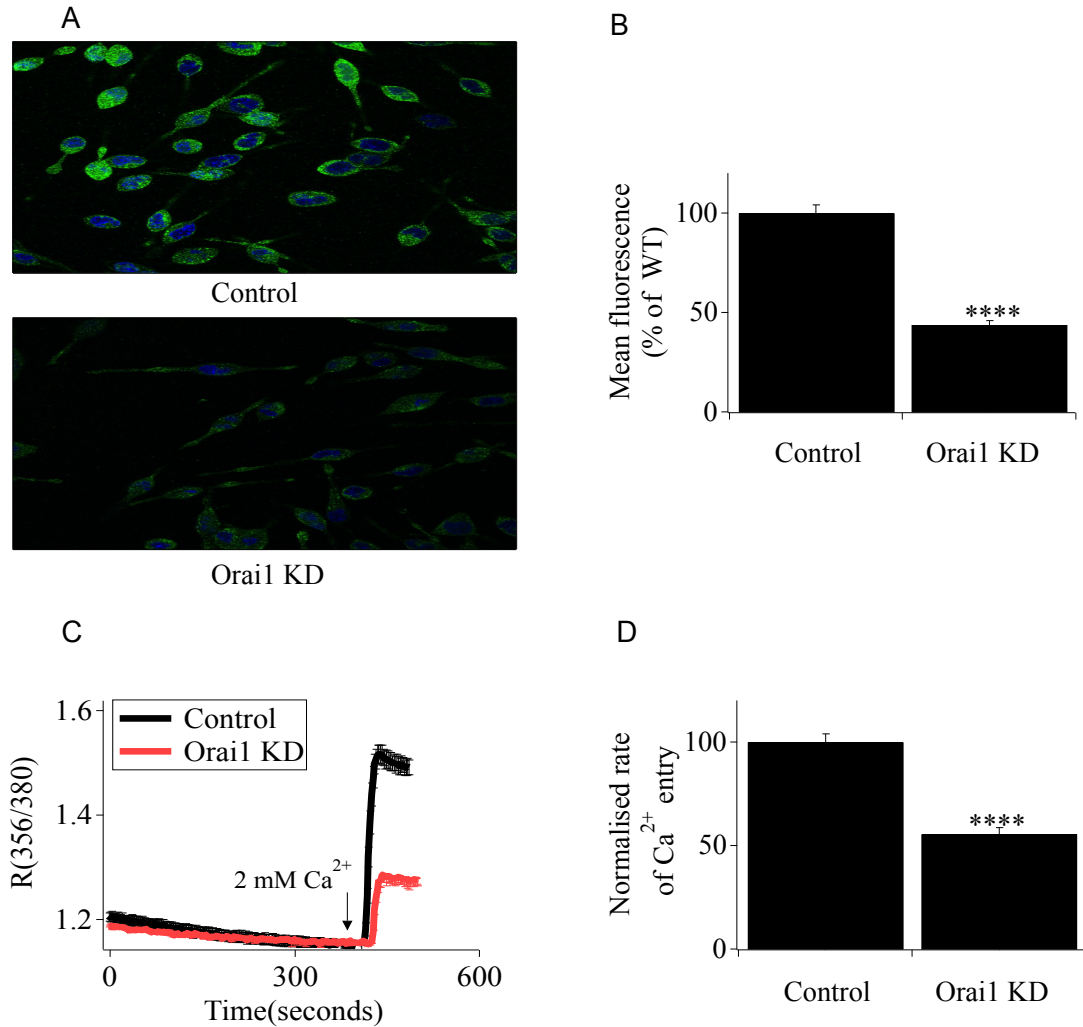 A
Control
Orai1 KD
B
Mean fluorescence
(% of WT)
100
50
0
****
Control
Orai1 KD
C
R(356/380)
1.6
1.4
1.2
Control
Orai1 KD
2 mM Ca²⁺
0
300
600
Time(seconds)
D
Normalised rate
of Ca²⁺ entry
100
50
0
****
Control
Orai1 KD